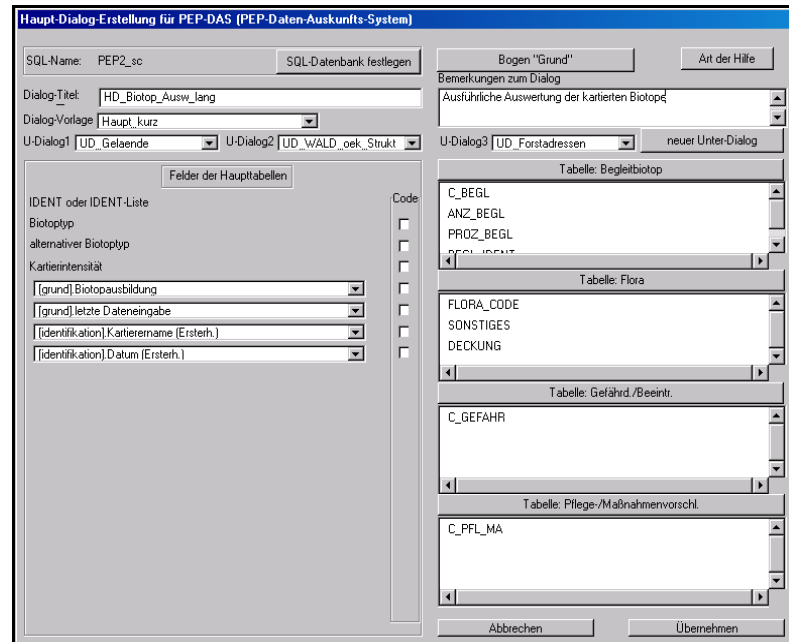 Haupt-Dialog-Erstellung für PEP-DAS (PEP-Daten-Auskunfts-System)
SQL-Name: PEP2_sc
SQL-Datenbank festlegen
Dialog-Titel: HD_Biotop_Ausw_lang
Dialog-Vorlage Haupt_kurz
U-Dialog1 UD_Gelaende U-Dialog2 UD_WALD_oek_Strukt
Felder der Haupttabellen
Code
IDENT oder IDENT-Liste
Biotoptyp
alternativer Biotoptyp
Kartierintensität
[grund].Biotopausbildung
[grund].letzte Dateneingabe
[identifikation].Kartierername (Ersterh.)
[identifikation].Datum (Ersterh.)
Bogen "Grund"
Art der Hilfe
Bemerkungen zum Dialog
Ausführliche Auswertung der kartierten Biotope
U-Dialog3 UD_Forstadressen neuer Unter-Dialog
Tabelle: Begleitbiotop
C_BEGL
ANZ_BEGL
PROZ_BEGL
BEGL_IDENT
Tabelle: Flora
FLORA_CODE
SONSTIGES
DECKUNG
Tabelle: Gefährd./Beeintr.
C_GEFAHR
Tabelle: Pflege-/Maßnahmenvorschl.
C_PFL_MA
Abbrechen Übernehmen